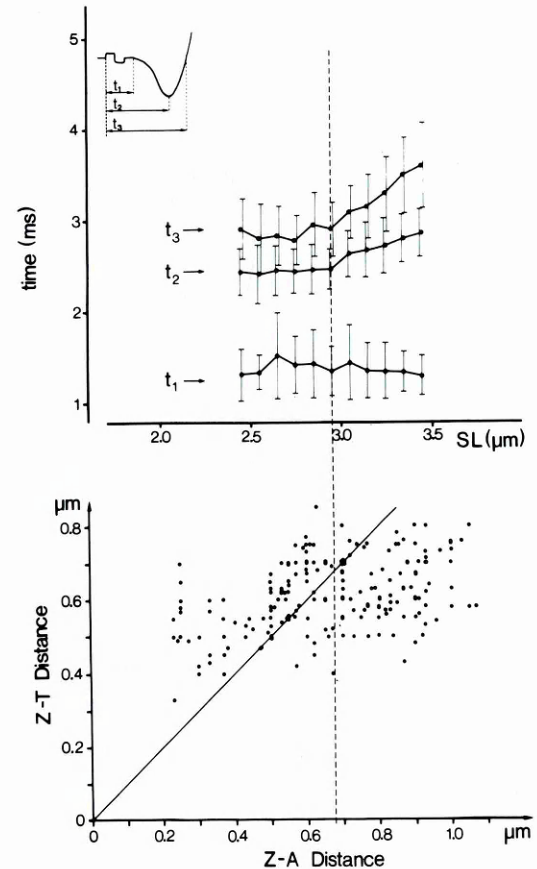 5
4
3
2
1
time (ms)
t₁
t₂
t₃
t₃
t₂
t₁
2.0 2.5 3.0 3.5
SL (μm)
μm
0.8
0.6
0.4
0.2
0
Z-T Distance
0 0.2 0.4 0.6 0.8 1.0 μm
Z-A Distance